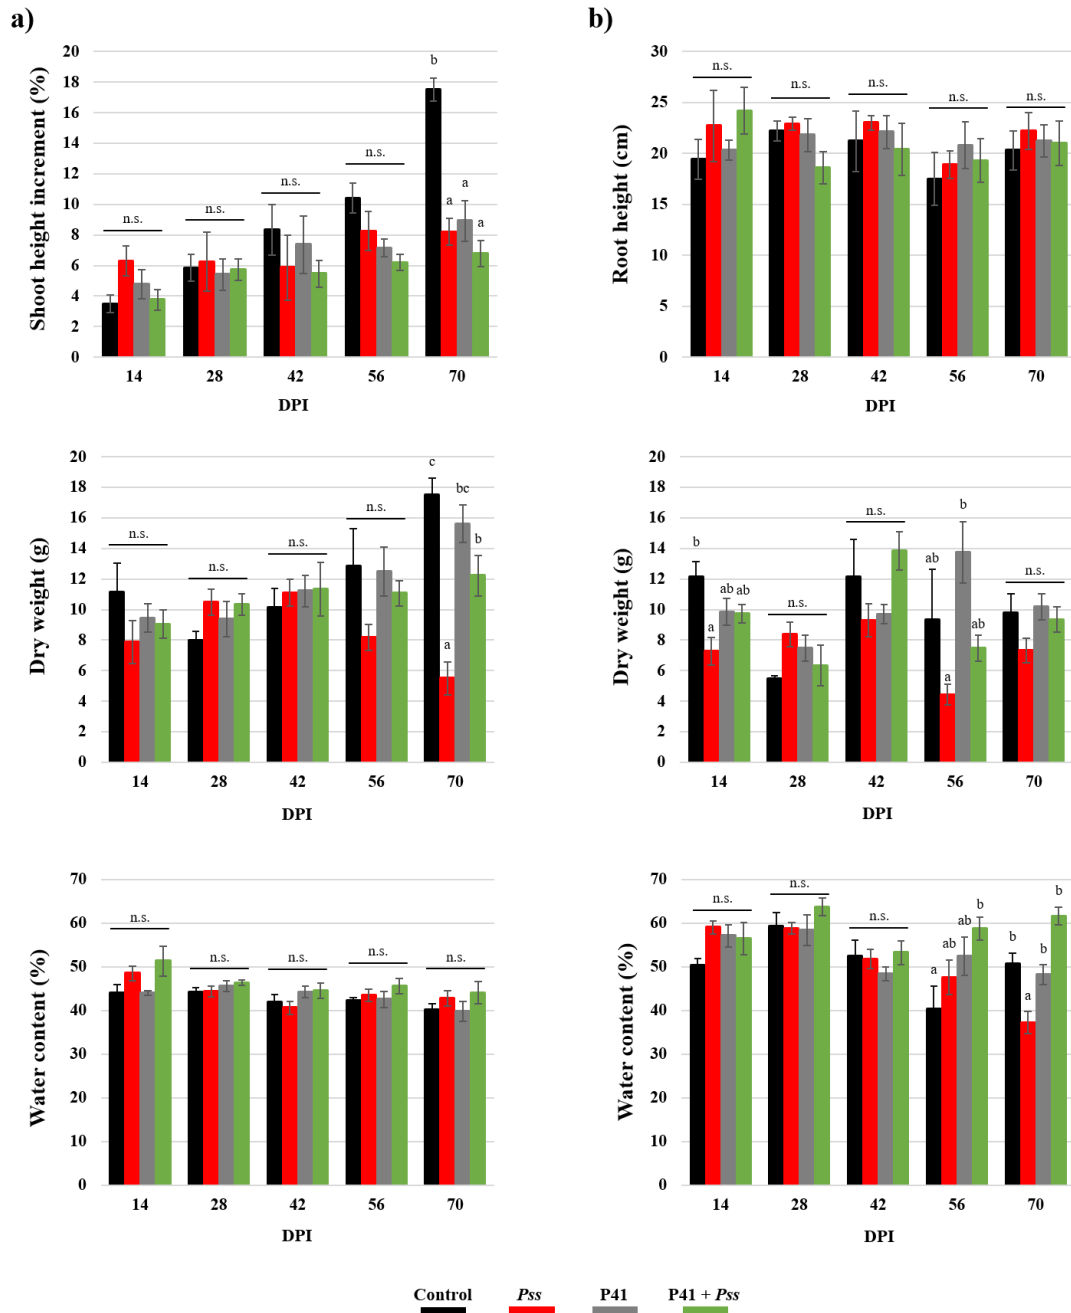 a)
Shoot height increment (%)
20
18
16
14
12
10
8
6
4
2
0
n.s.
n.s.
n.s.
n.s.
b
a
a
a
14 28 42 56 70
DPI
b)
Root height (cm)
30
25
20
15
10
5
0
n.s.
n.s.
n.s.
n.s.
n.s.
14 28 42 56 70
DPI
Dry weight (g)
20
18
16
14
12
10
8
6
4
2
0
n.s.
n.s.
n.s.
n.s.
c
a
bc
b
14 28 42 56 70
DPI
Dry weight (g)
20
18
16
14
12
10
8
6
4
2
0
b
a
ab
ab
n.s.
n.s.
ab
a
b
ab
n.s.
14 28 42 56 70
DPI
Water content (%)
70
60
50
40
30
20
10
0
n.s.
n.s.
n.s.
n.s.
n.s.
14 28 42 56 70
DPI
Water content (%)
70
60
50
40
30
20
10
0
n.s.
n.s.
n.s.
a
ab
ab
b
b
a
b
b
14 28 42 56 70
DPI
Control Pss P41 P41 + Pss